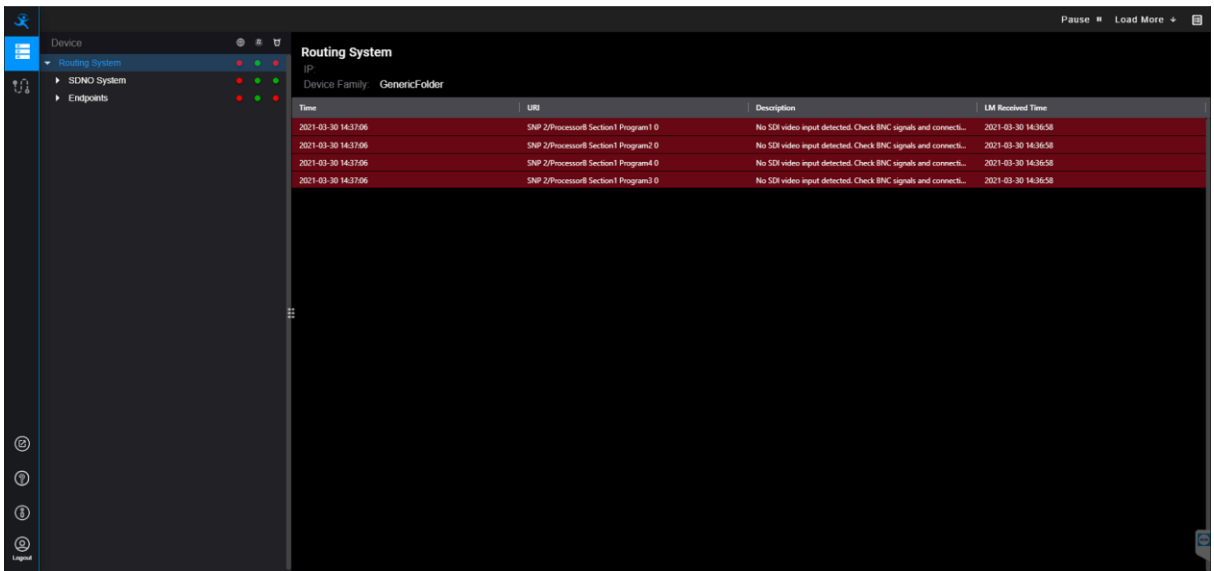 Pause Load More
Device
Routing System
SDNO System
Endpoints
Routing System
IP:
Device Family: GenericFolder
Time URI Description LM Received Time
2021-03-30 14:37:06 SNP 2/ProcessorB Section1 Program1 0 No SDI video input detected. Check BNC signals and connecti... 2021-03-30 14:36:58
2021-03-30 14:37:06 SNP 2/ProcessorB Section1 Program2 0 No SDI video input detected. Check BNC signals and connecti... 2021-03-30 14:36:58
2021-03-30 14:37:06 SNP 2/ProcessorB Section1 Program4 0 No SDI video input detected. Check BNC signals and connecti... 2021-03-30 14:36:58
2021-03-30 14:37:06 SNP 2/ProcessorB Section1 Program3 0 No SDI video input detected. Check BNC signals and connecti... 2021-03-30 14:36:58
Logout